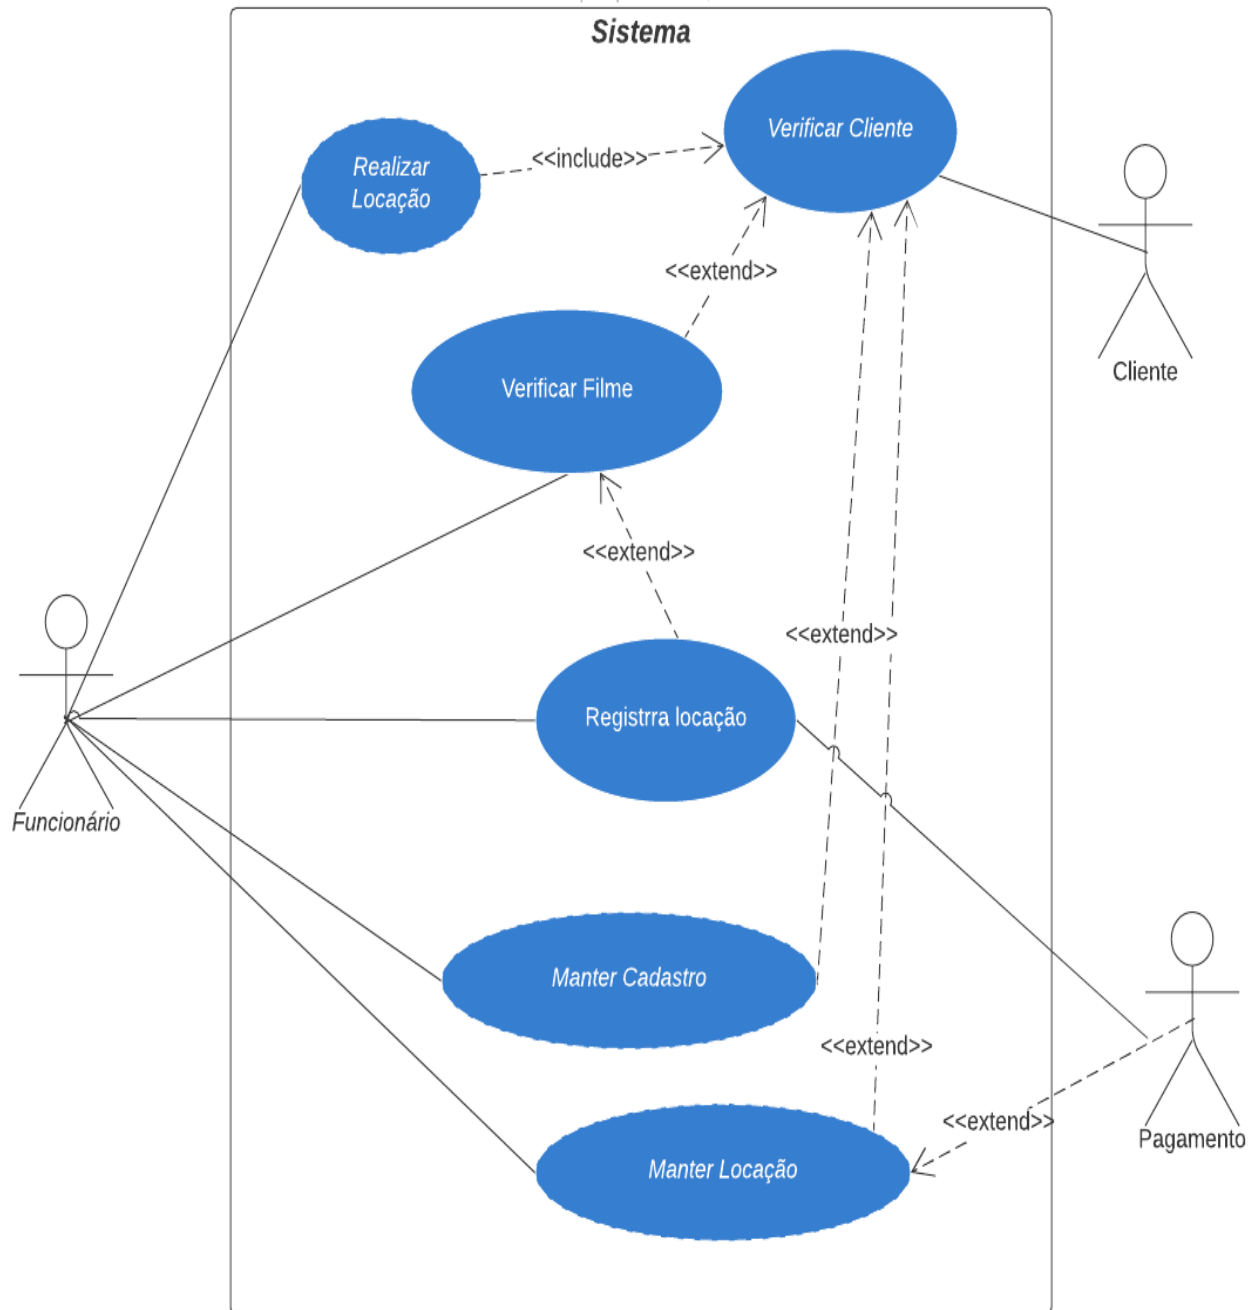 Sistema
Verificar Cliente
Realizar
Locação
<<include>>
<<extend>>
Cliente
Verificar Filme
<<extend>>
<<extend>>
Registrra locação
Funcionário
Manter Cadastro
<<extend>>
<<extend>>
Pagamento
Manter Locação